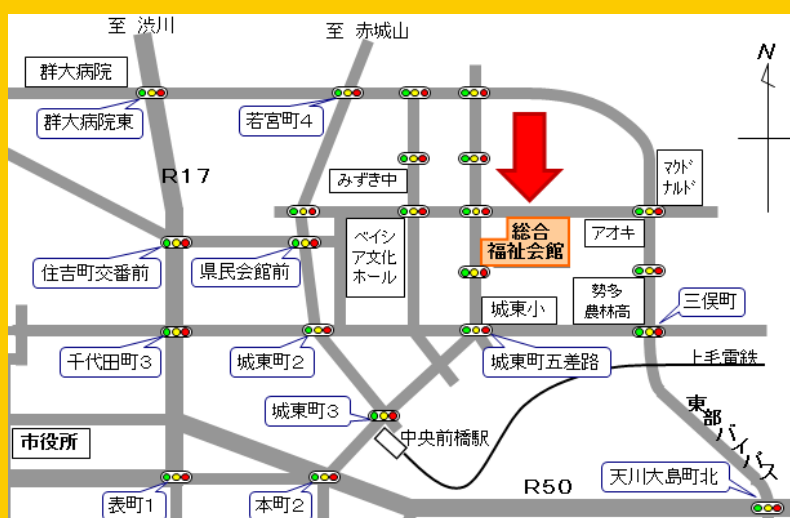 至 渋川
至 赤城山
N
群大病院
群大病院東
若宮町4
R17
みずき中
マクド
ナルド
ベイシ
ア文化
ホール
総合
福祉会館
アオキ
住吉町交番前
県民会館前
城東小
勢多
農林高
三俣町
千代田町3
城東町2
城東町五差路
上毛電鉄
城東町3
中央前橋駅
東部バイパス
市役所
天川大島町北
表町1
本町2
R50